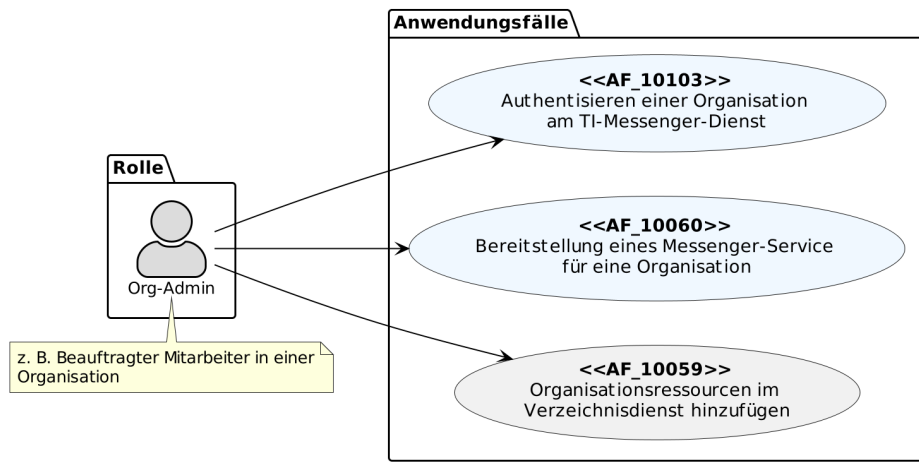 Anwendungsfälle
<<AF_10103>>
Authentisieren einer Organisation
am TI-Messenger-Dienst
Rolle
Org-Admin
<<AF_10060>>
Bereitstellung eines Messenger-Service
für eine Organisation
z. B. Beauftragter Mitarbeiter in einer
Organisation
<<AF_10059>>
Organisationsressourcen im
Verzeichnisdienst hinzufügen